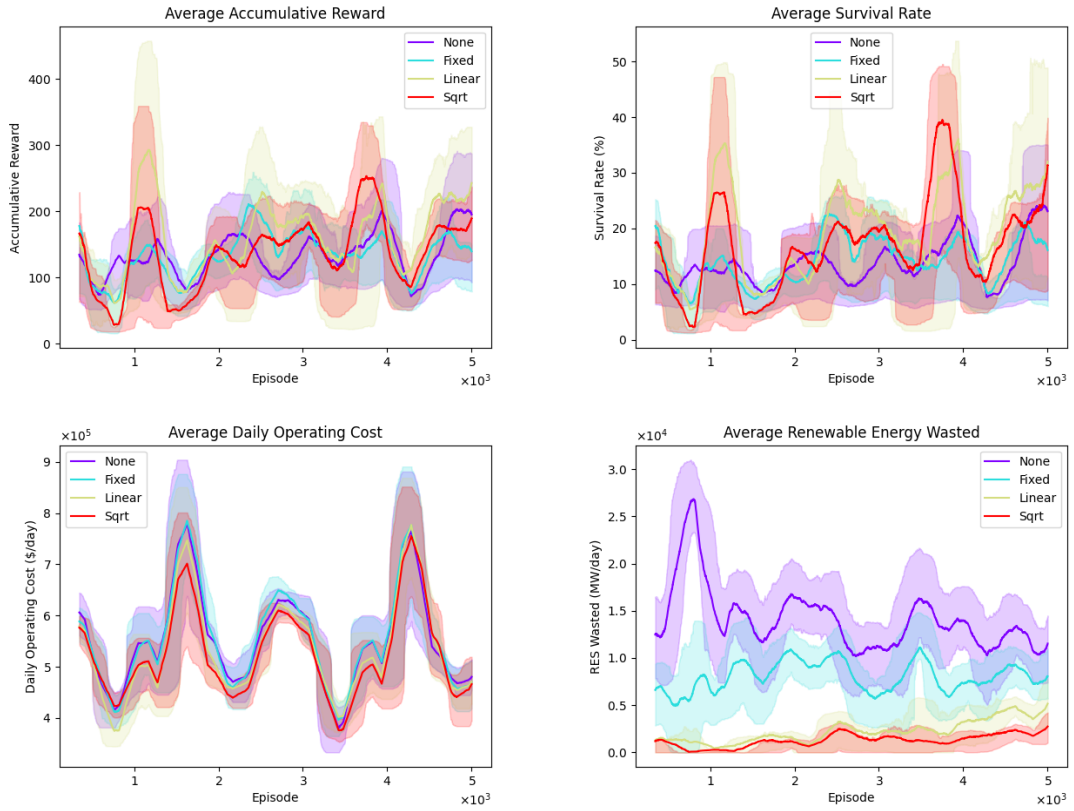 Average Accumulative Reward
Accumulative Reward
400
300
200
100
0
None
Fixed
Linear
Sqrt
1
2
3
4
5
Episode
×10³
Average Survival Rate
Survival Rate (%)
50
40
30
20
10
0
None
Fixed
Linear
Sqrt
1
2
3
4
5
Episode
×10³
Average Daily Operating Cost
×10⁵
Daily Operating Cost ($/day)
9
8
7
6
5
4
None
Fixed
Linear
Sqrt
1
2
3
4
5
Episode
×10³
Average Renewable Energy Wasted
×10⁴
RES Wasted (MW/day)
3.0
2.5
2.0
1.5
1.0
0.5
0.0
None
Fixed
Linear
Sqrt
1
2
3
4
5
Episode
×10³